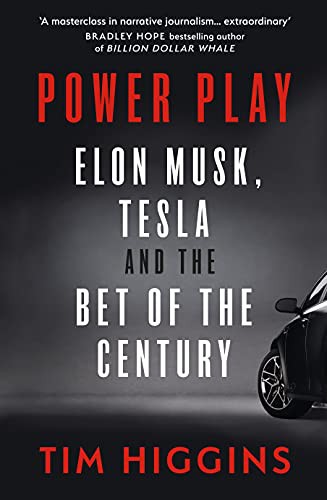 'A masterclass in narrative journalism... extraordinary'
BRADLEY HOPE bestselling author
of BILLION DOLLAR WHALE
POWER PLAY
ELON MUSK,
TESLA
AND THE
BET OF THE
CENTURY
TIM HIGGINS